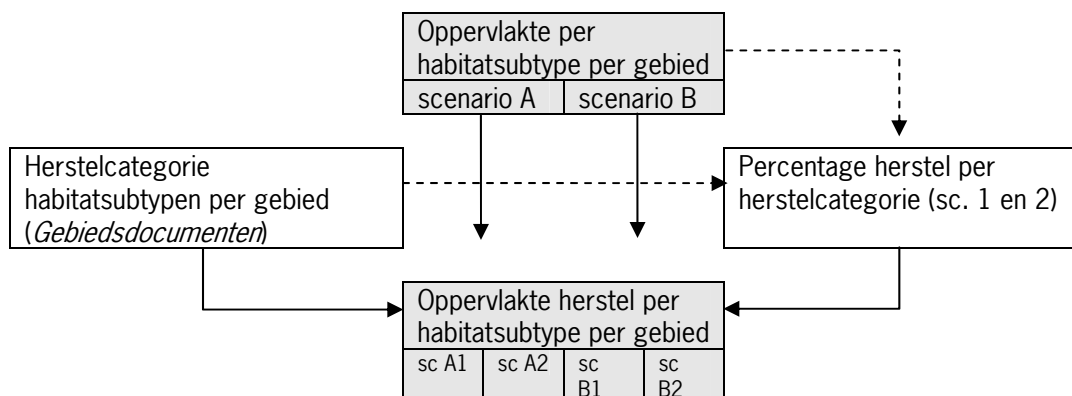 Oppervlakte per
habitatsubtype per gebied
scenario A scenario B
Herstelcategorie
habitatsubtypen per gebied
(Gebiedsdocumenten)
Percentage herstel per
herstelcategorie (sc. 1 en 2)
Oppervlakte herstel per
habitatsubtype per gebied
sc A1 sc A2 sc B1 sc B2